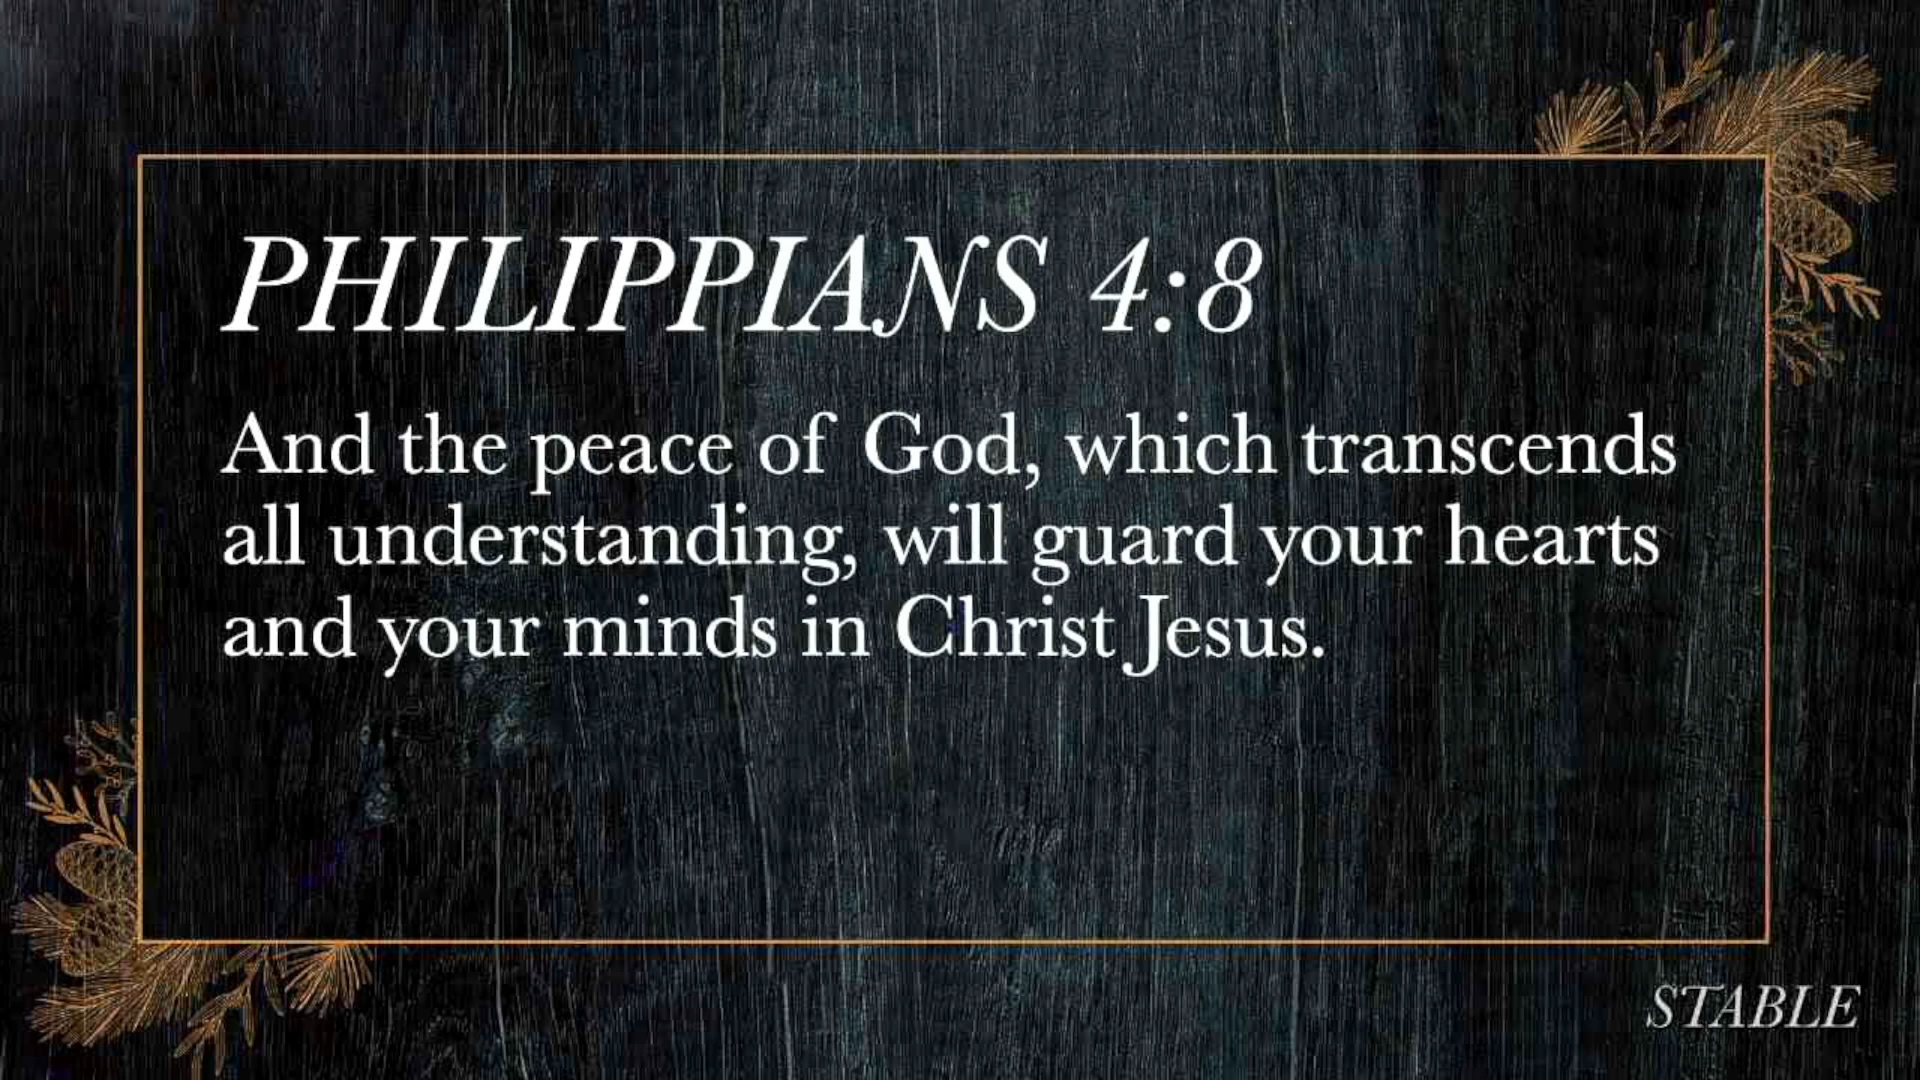 PHILIPPIANS 4:8
And the peace of God, which transcends
all understanding, will guard your hearts
and your minds in Christ Jesus.
STABLE